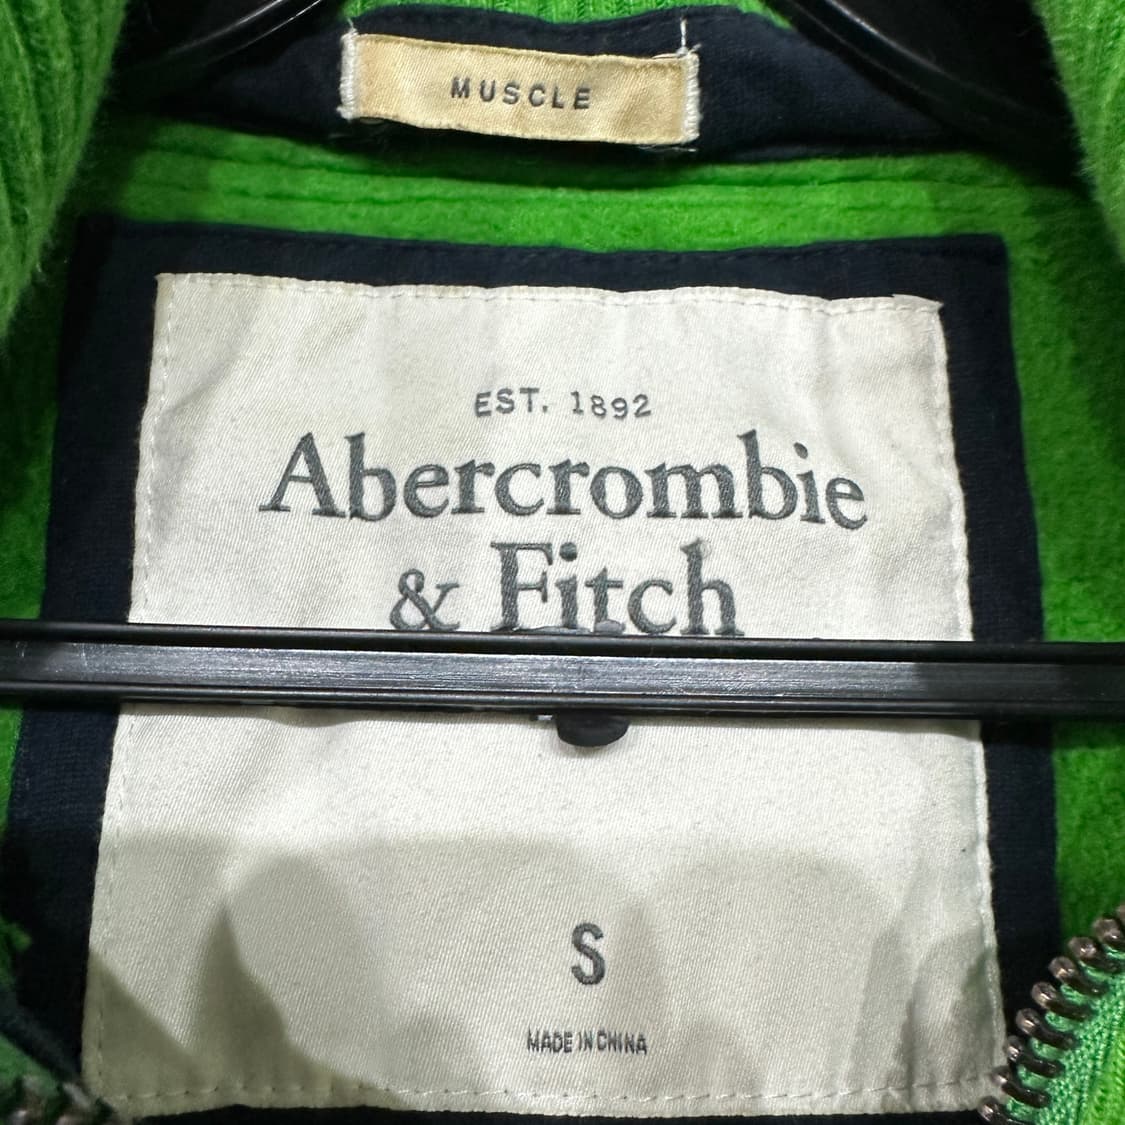 MUSCLE
EST. 1892
Abercrombie
& Fitch
S
MADE IN CHINA